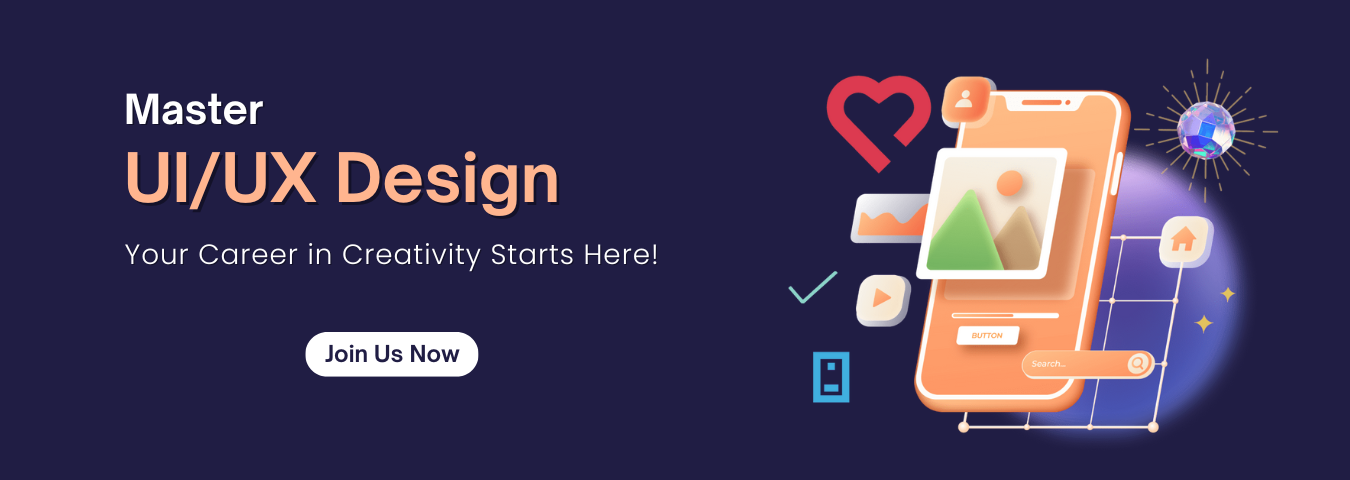 Master
UI/UX Design
Your Career in Creativity Starts Here!
Join Us Now
BUTTON
Search...